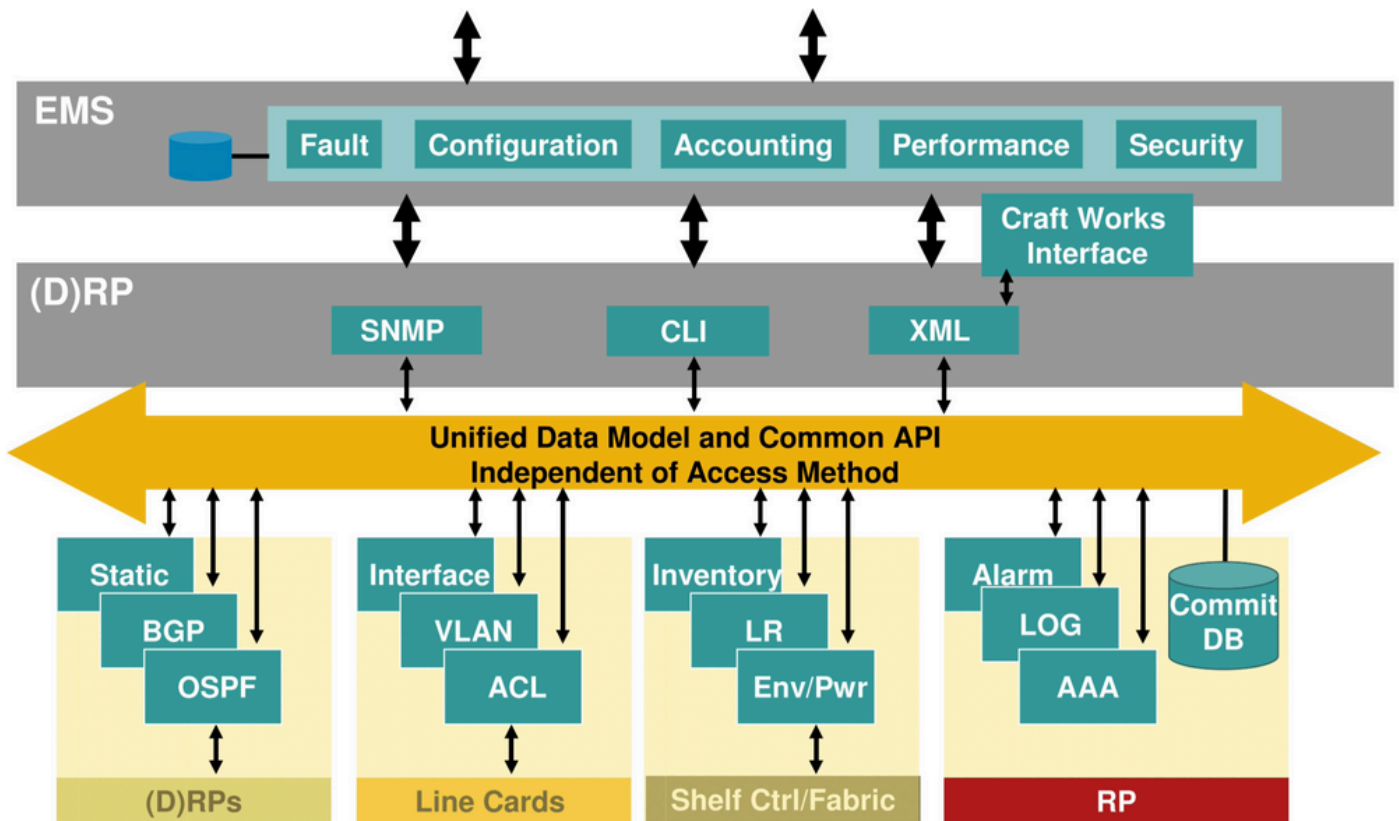 EMS
Fault
Configuration
Accounting
Performance
Security
Craft Works
Interface
(D)RP
SNMP
CLI
XML
Unified Data Model and Common API
Independent of Access Method
Static
BGP
OSPF
Interface
VLAN
ACL
Inventory
LR
Env/Pwr
Alarm
LOG
AAA
Commit
DB
(D)RPs
Line Cards
Shelf Ctrl/Fabric
RP